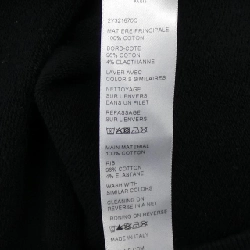 MATIERE PRINCIPALE
100% COTON
BORD-COTE
96% COTON
4% ELASTHANNE
LAVER AVEC
COLORIS SIMILAIRES
NETTOYAGE
SUR L'ENVERS
DANS UN FILET
REPASSAGE
SUR L'ENVERS
MAIN MATERIAL
100% COTTON
RIB
96% COTTON
4% ELASTANE
WASH WITH
SIMILAR COLORS
CLEANING ON
REVERSE IN A NET
IRONING ON REVERSE
MADE IN ITALY